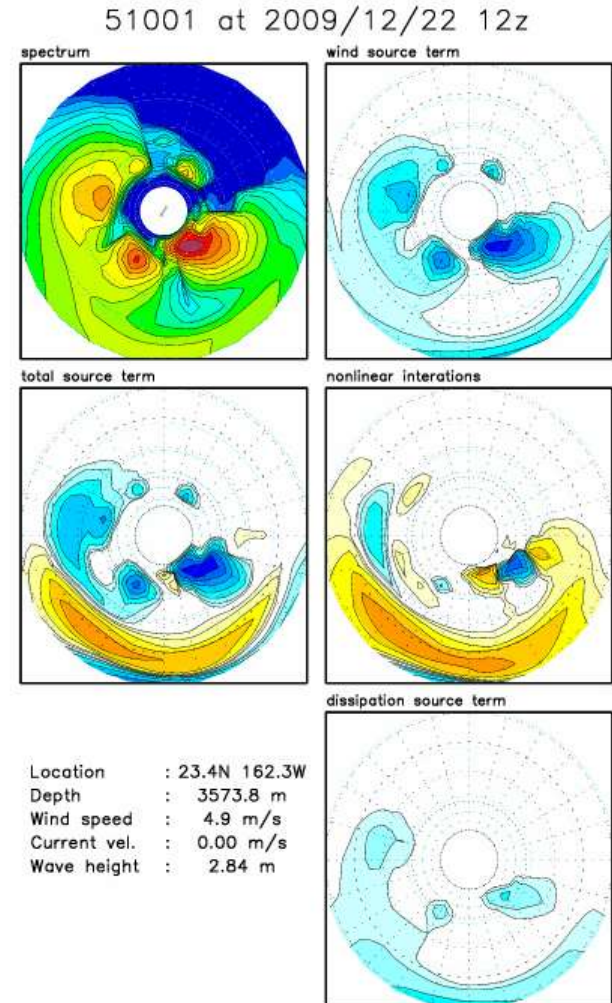 51001 at 2009/12/22 12z
spectrum
wind source term
total source term
nonlinear interations
dissipation source term
Location : 23.4N 162.3W
Depth : 3573.8 m
Wind speed : 4.9 m/s
Current vel. : 0.00 m/s
Wave height : 2.84 m